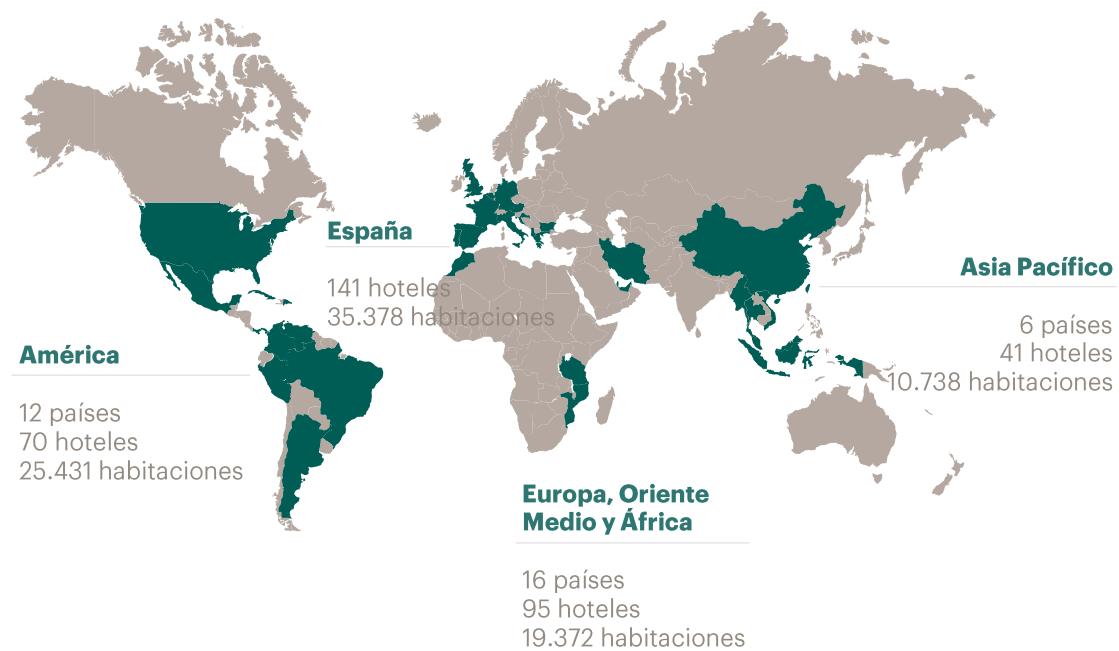 España
141 hoteles
35.378 habitaciones
Asia Pacífico
6 países
41 hoteles
10.738 habitaciones
América
12 países
70 hoteles
25.431 habitaciones
Europa, Oriente
Medio y África
16 países
95 hoteles
19.372 habitaciones